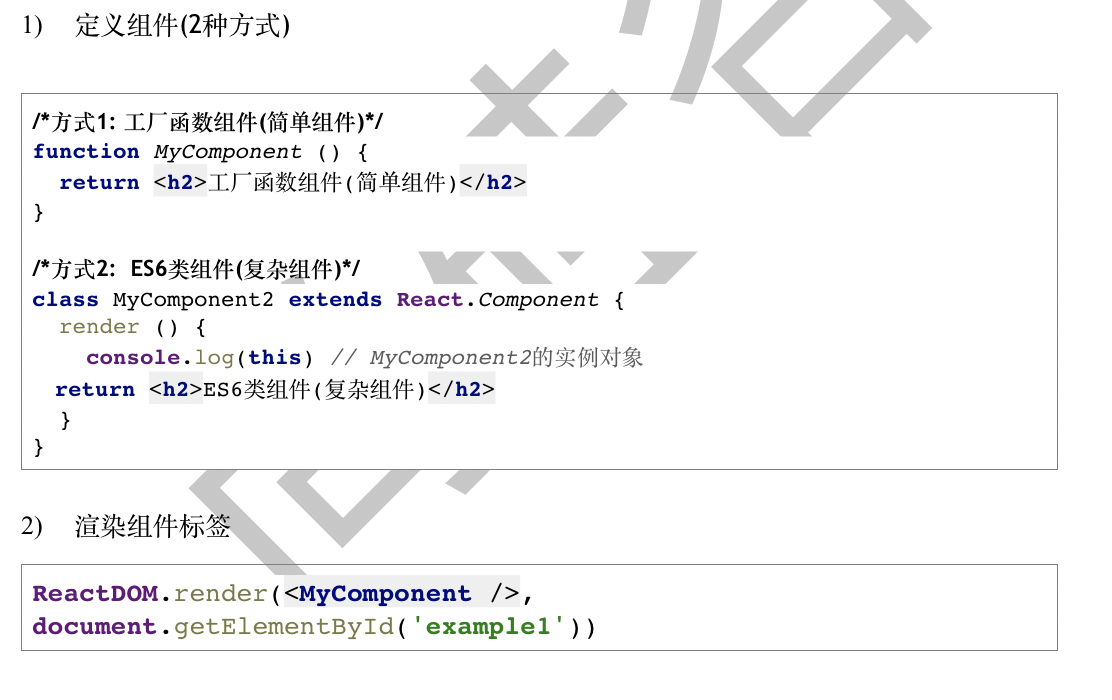 1) 定义组件(2种方式)
/*方式1: 工厂函数组件(简单组件)*/
function MyComponent () {
  return <h2>工厂函数组件(简单组件)</h2>
}
/*方式2: ES6类组件(复杂组件)*/
class MyComponent2 extends React.Component {
  render () {
    console.log(this) // MyComponent2的实例对象
  return <h2>ES6类组件(复杂组件)</h2>
  }
}
2) 渲染组件标签
ReactDOM.render(<MyComponent />,
document.getElementById('example1'))